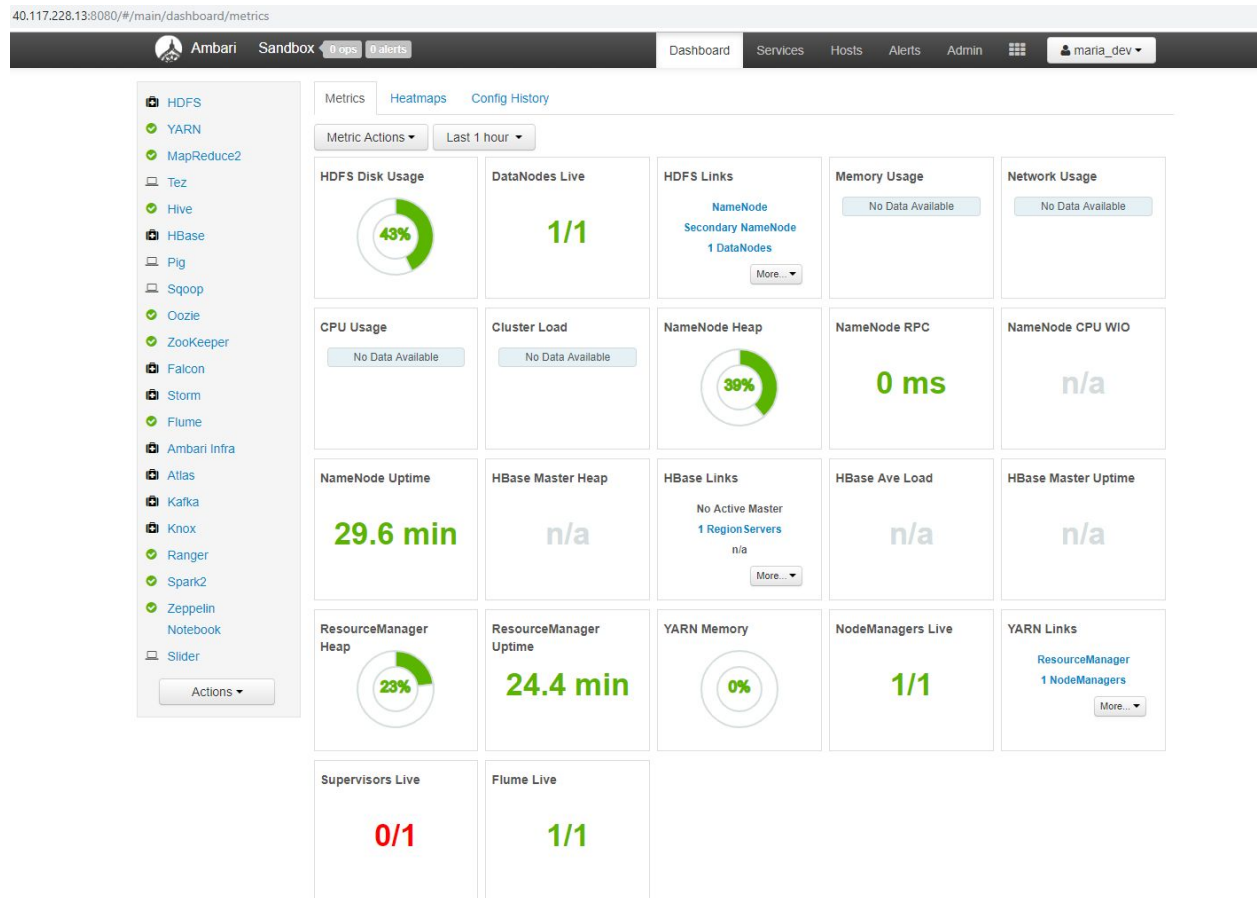 40.117.228.13:8080/#/main/dashboard/metrics
Ambari Sandbox 0 ops 0 alerts Dashboard Services Hosts Alerts Admin maria_dev
HDFS
YARN
MapReduce2
Tez
Hive
HBase
Pig
Sqoop
Oozie
ZooKeeper
Falcon
Storm
Flume
Ambari Infra
Atlas
Kafka
Knox
Ranger
Spark2
Zeppelin
Notebook
Slider
Actions
Metrics Heatmaps Config History
Metric Actions Last 1 hour
HDFS Disk Usage
43%
DataNodes Live
1/1
HDFS Links
NameNode
Secondary NameNode
1 DataNodes
More...
Memory Usage
No Data Available
Network Usage
No Data Available
CPU Usage
No Data Available
Cluster Load
No Data Available
NameNode Heap
39%
NameNode RPC
0 ms
NameNode CPU WIO
n/a
NameNode Uptime
29.6 min
HBase Master Heap
n/a
HBase Links
No Active Master
1 RegionServers
n/a
More...
HBase Ave Load
n/a
HBase Master Uptime
n/a
ResourceManager
Heap
23%
ResourceManager
Uptime
24.4 min
YARN Memory
0%
NodeManagers Live
1/1
YARN Links
ResourceManager
1 NodeManagers
More...
Supervisors Live
0/1
Flume Live
1/1